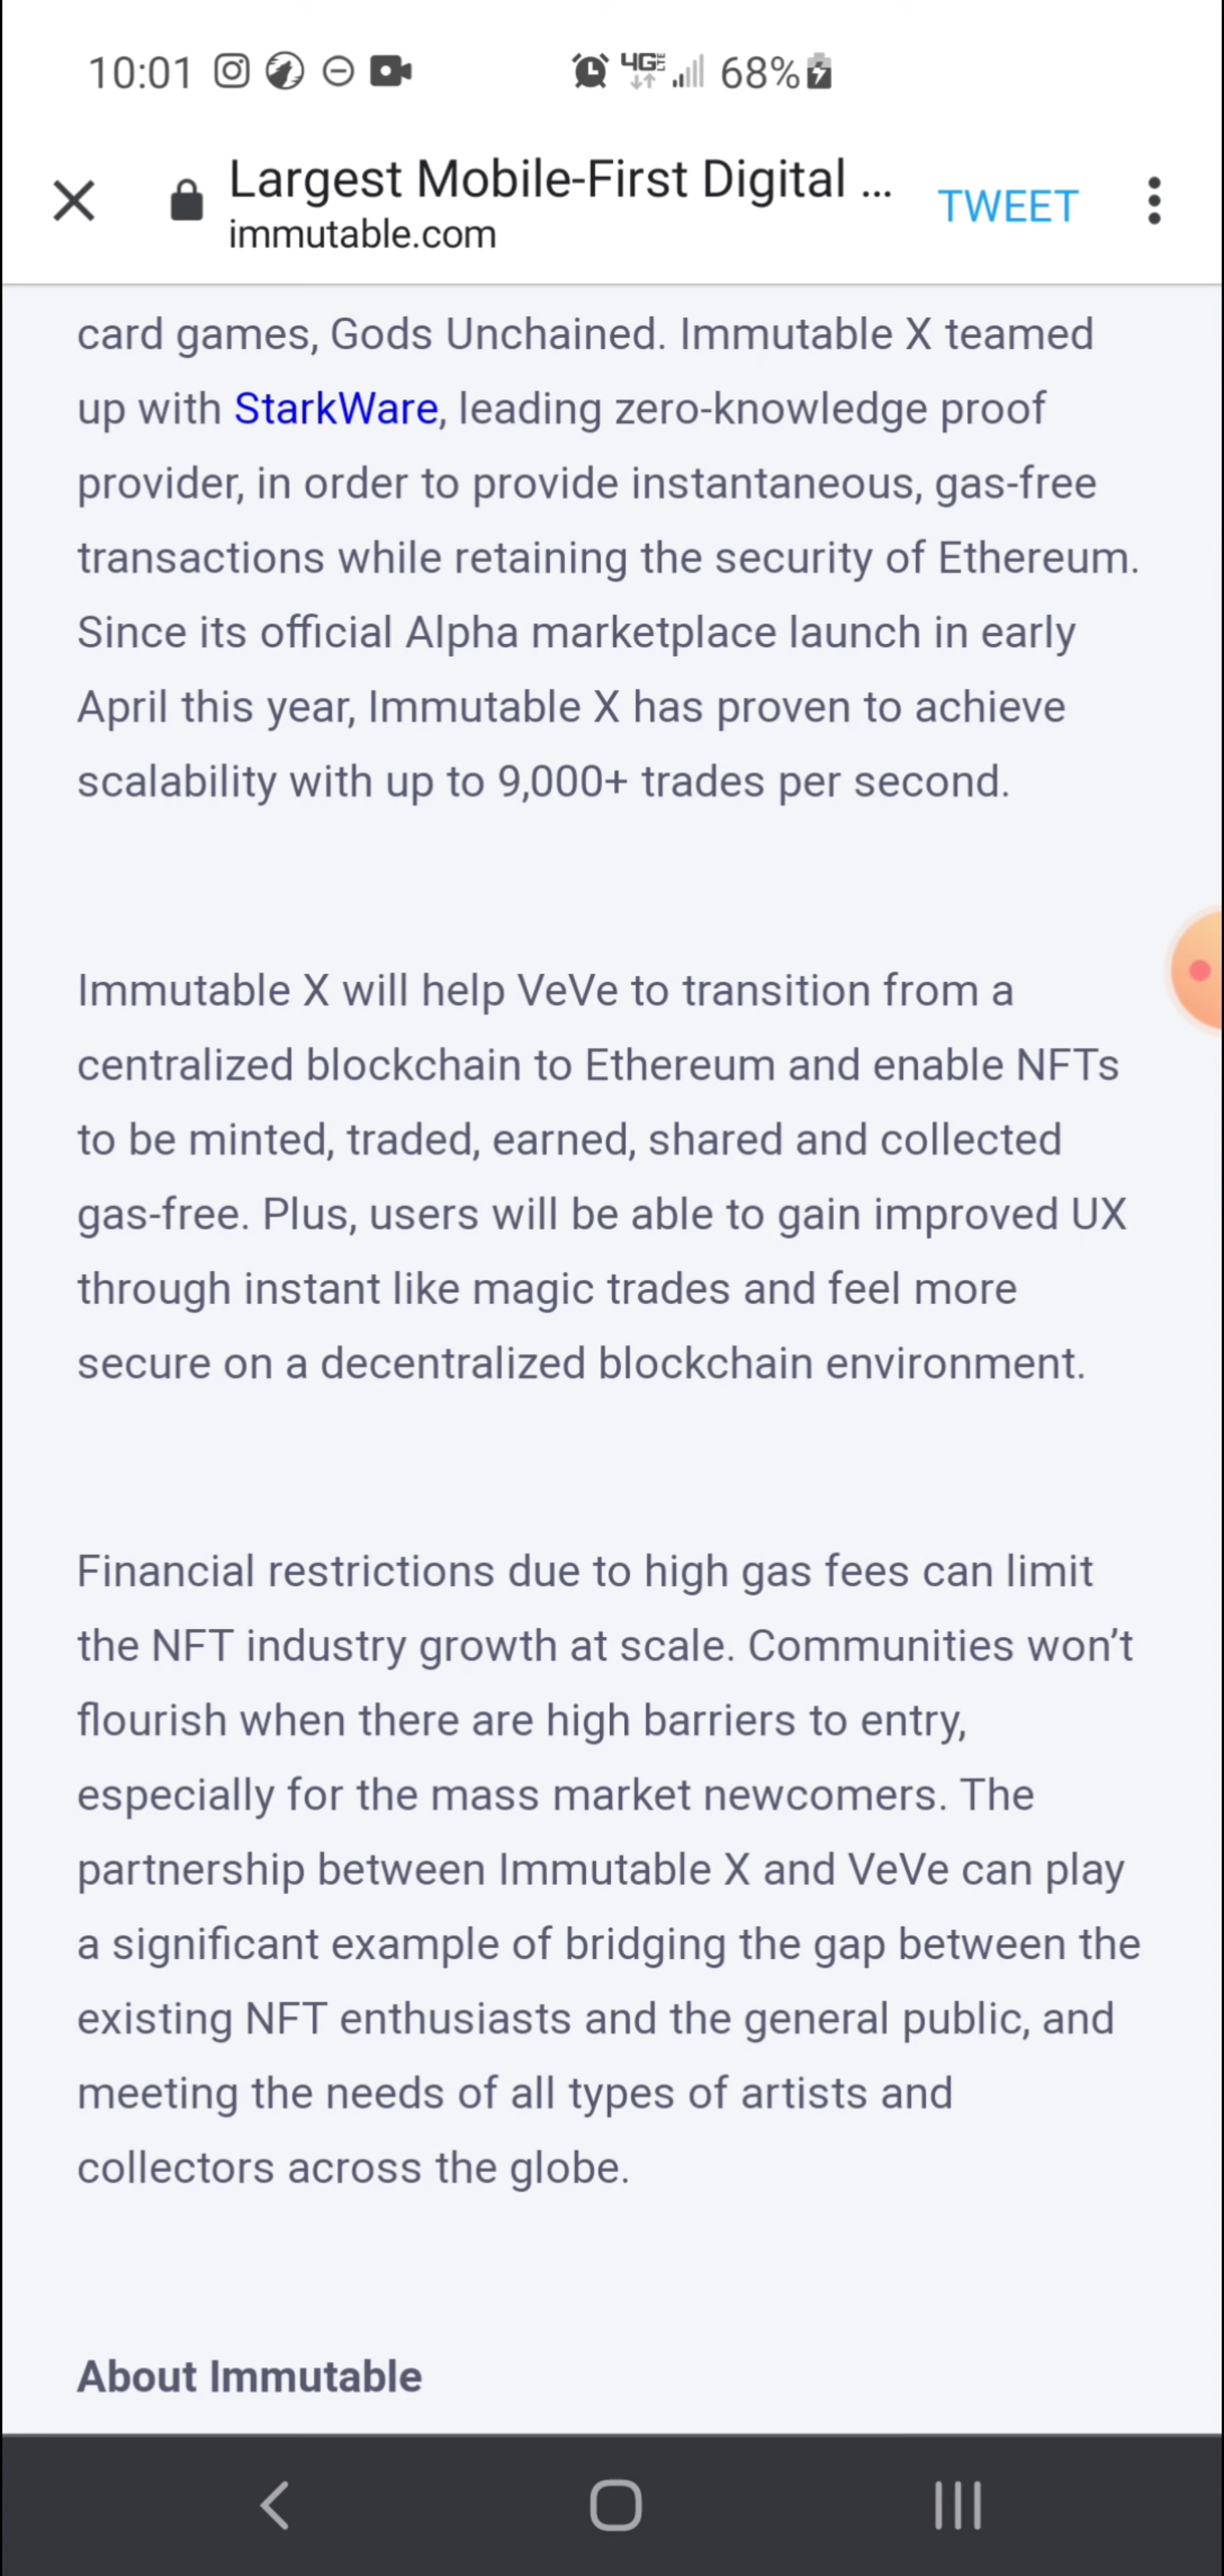 10:01
4G LTE
68%
Largest Mobile-First Digital ...
TWEET
immutable.com
card games, Gods Unchained. Immutable X teamed
up with StarkWare, leading zero-knowledge proof
provider, in order to provide instantaneous, gas-free
transactions while retaining the security of Ethereum.
Since its official Alpha marketplace launch in early
April this year, Immutable X has proven to achieve
scalability with up to 9,000+ trades per second.
Immutable X will help VeVe to transition from a
centralized blockchain to Ethereum and enable NFTs
to be minted, traded, earned, shared and collected
gas-free. Plus, users will be able to gain improved UX
through instant like magic trades and feel more
secure on a decentralized blockchain environment.
Financial restrictions due to high gas fees can limit
the NFT industry growth at scale. Communities won’t
flourish when there are high barriers to entry,
especially for the mass market newcomers. The
partnership between Immutable X and VeVe can play
a significant example of bridging the gap between the
existing NFT enthusiasts and the general public, and
meeting the needs of all types of artists and
collectors across the globe.
About Immutable